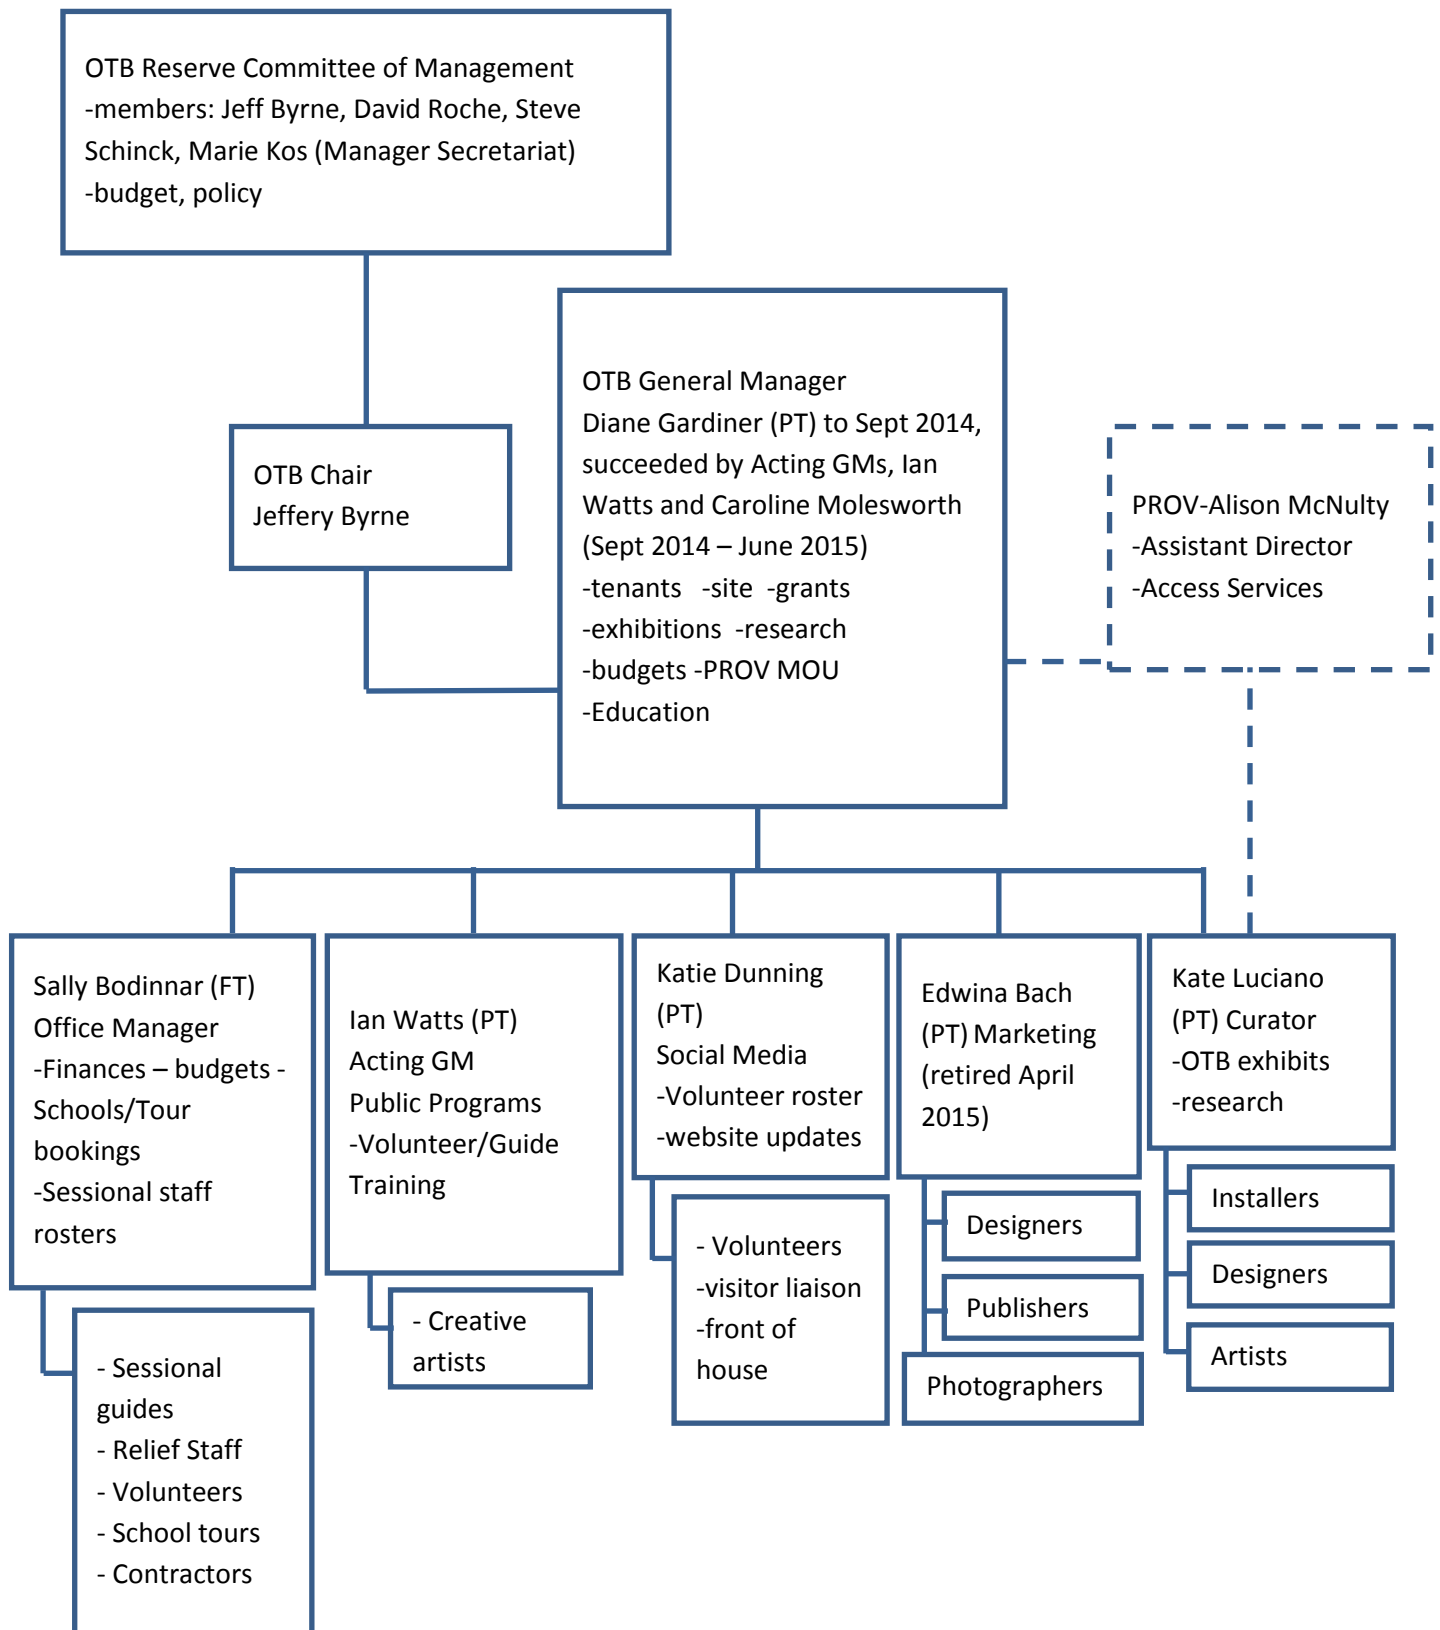 OTB Reserve Committee of Management
-members: Jeff Byrne, David Roche, Steve
Schinck, Marie Kos (Manager Secretariat)
-budget, policy
OTB Chair
Jeffery Byrne
OTB General Manager
Diane Gardiner (PT) to Sept 2014,
succeeded by Acting GMs, Ian
Watts and Caroline Molesworth
(Sept 2014 – June 2015)
-tenants -site -grants
-exhibitions -research
-budgets -PROV MOU
-Education
PROV-Alison McNulty
-Assistant Director
-Access Services
Sally Bodinnar (FT)
Office Manager
-Finances – budgets -
Schools/Tour
bookings
-Sessional staff
rosters
- Sessional
guides
- Relief Staff
- Volunteers
- School tours
- Contractors
Ian Watts (PT)
Acting GM
Public Programs
-Volunteer/Guide
Training
- Creative
artists
Katie Dunning
(PT)
Social Media
-Volunteer roster
-website updates
- Volunteers
-visitor liaison
-front of
house
Edwina Bach
(PT) Marketing
(retired April
2015)
Designers
Publishers
Photographers
Kate Luciano
(PT) Curator
-OTB exhibits
-research
Installers
Designers
Artists